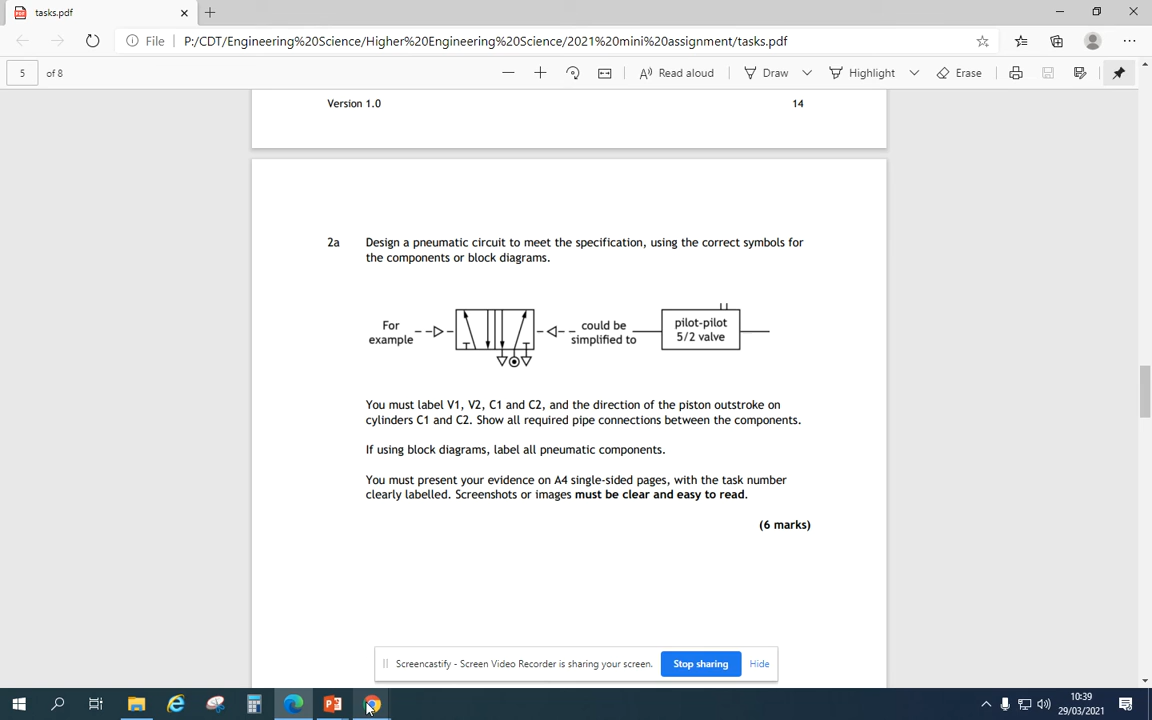 tasks.pdf
File
P:/CDT/Engineering%20Science/Higher%20Engineering%20Science/2021%20mini%20assignment/tasks.pdf
5 of 8
Read aloud
Draw
Highlight
Erase
Version 1.0 14
2a Design a pneumatic circuit to meet the specification, using the correct symbols for
the components or block diagrams.
For
example
could be
simplified to
pilot-pilot
5/2 valve
You must label V1, V2, C1 and C2, and the direction of the piston outstroke on
cylinders C1 and C2. Show all required pipe connections between the components.
If using block diagrams, label all pneumatic components.
You must present your evidence on A4 single-sided pages, with the task number
clearly labelled. Screenshots or images must be clear and easy to read.
(6 marks)
Screencastify - Screen Video Recorder is sharing your screen.
Stop sharing
Hide
10:39
29/03/2021